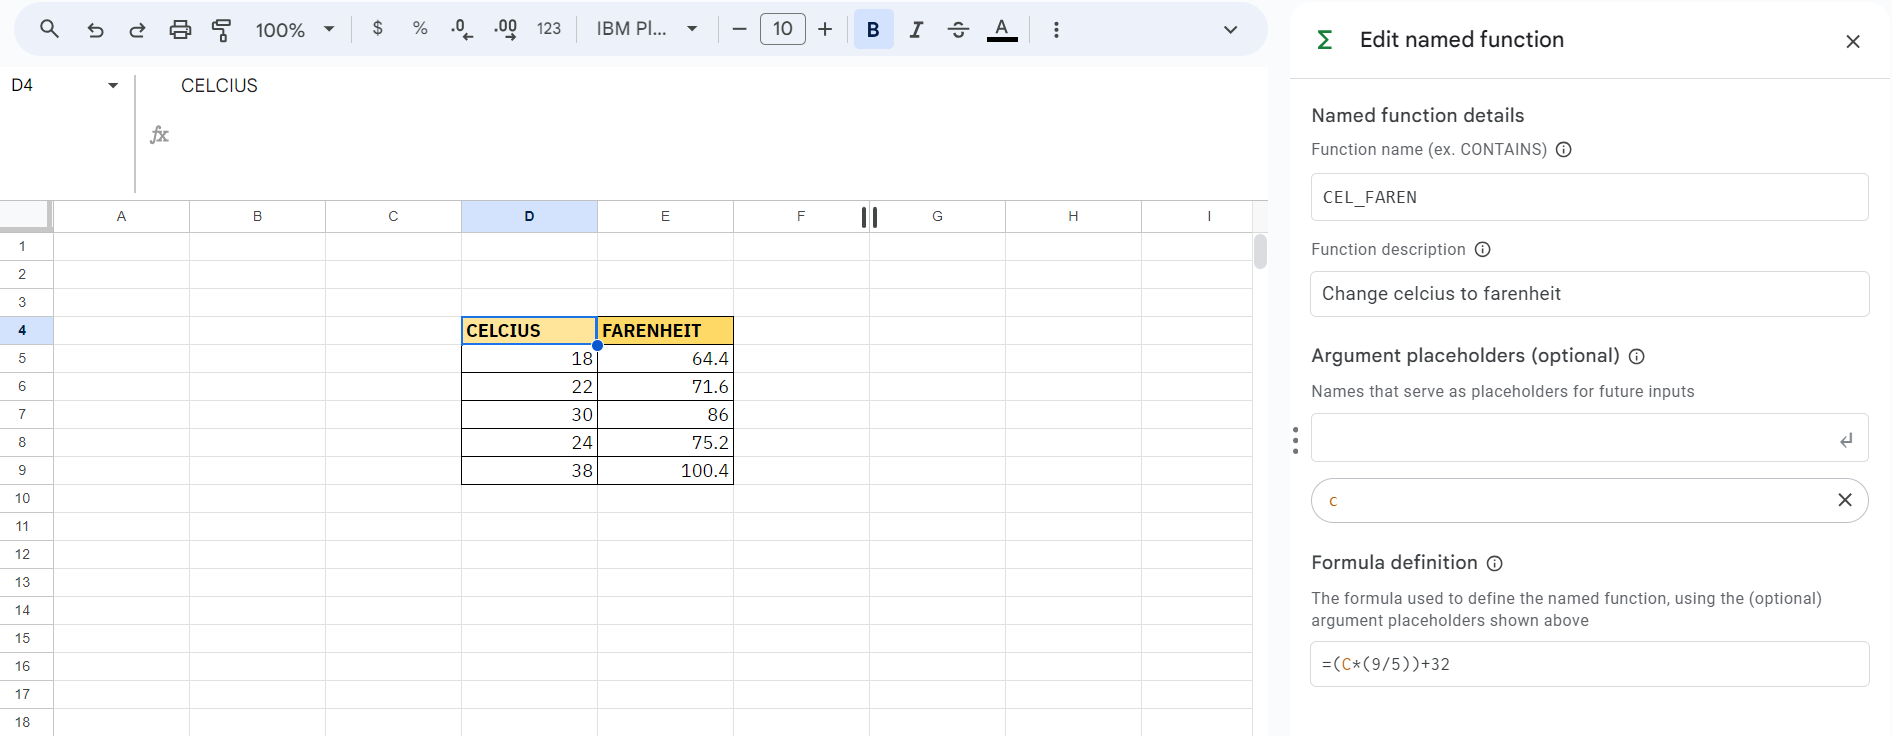 100%
$ % .0 .00 123
IBM Pl...
10
B I A
D4
CELCIUS
fx
A B C D E F G H I
1
2
3
4 CELCIUS FARENHEIT
5 18 64.4
6 22 71.6
7 30 86
8 24 75.2
9 38 100.4
10
11
12
13
14
15
16
17
18
Edit named function
Named function details
Function name (ex. CONTAINS)
CEL_FAREN
Function description
Change celcius to farenheit
Argument placeholders (optional)
Names that serve as placeholders for future inputs
c
Formula definition
The formula used to define the named function, using the (optional)
argument placeholders shown above
=(C*(9/5))+32